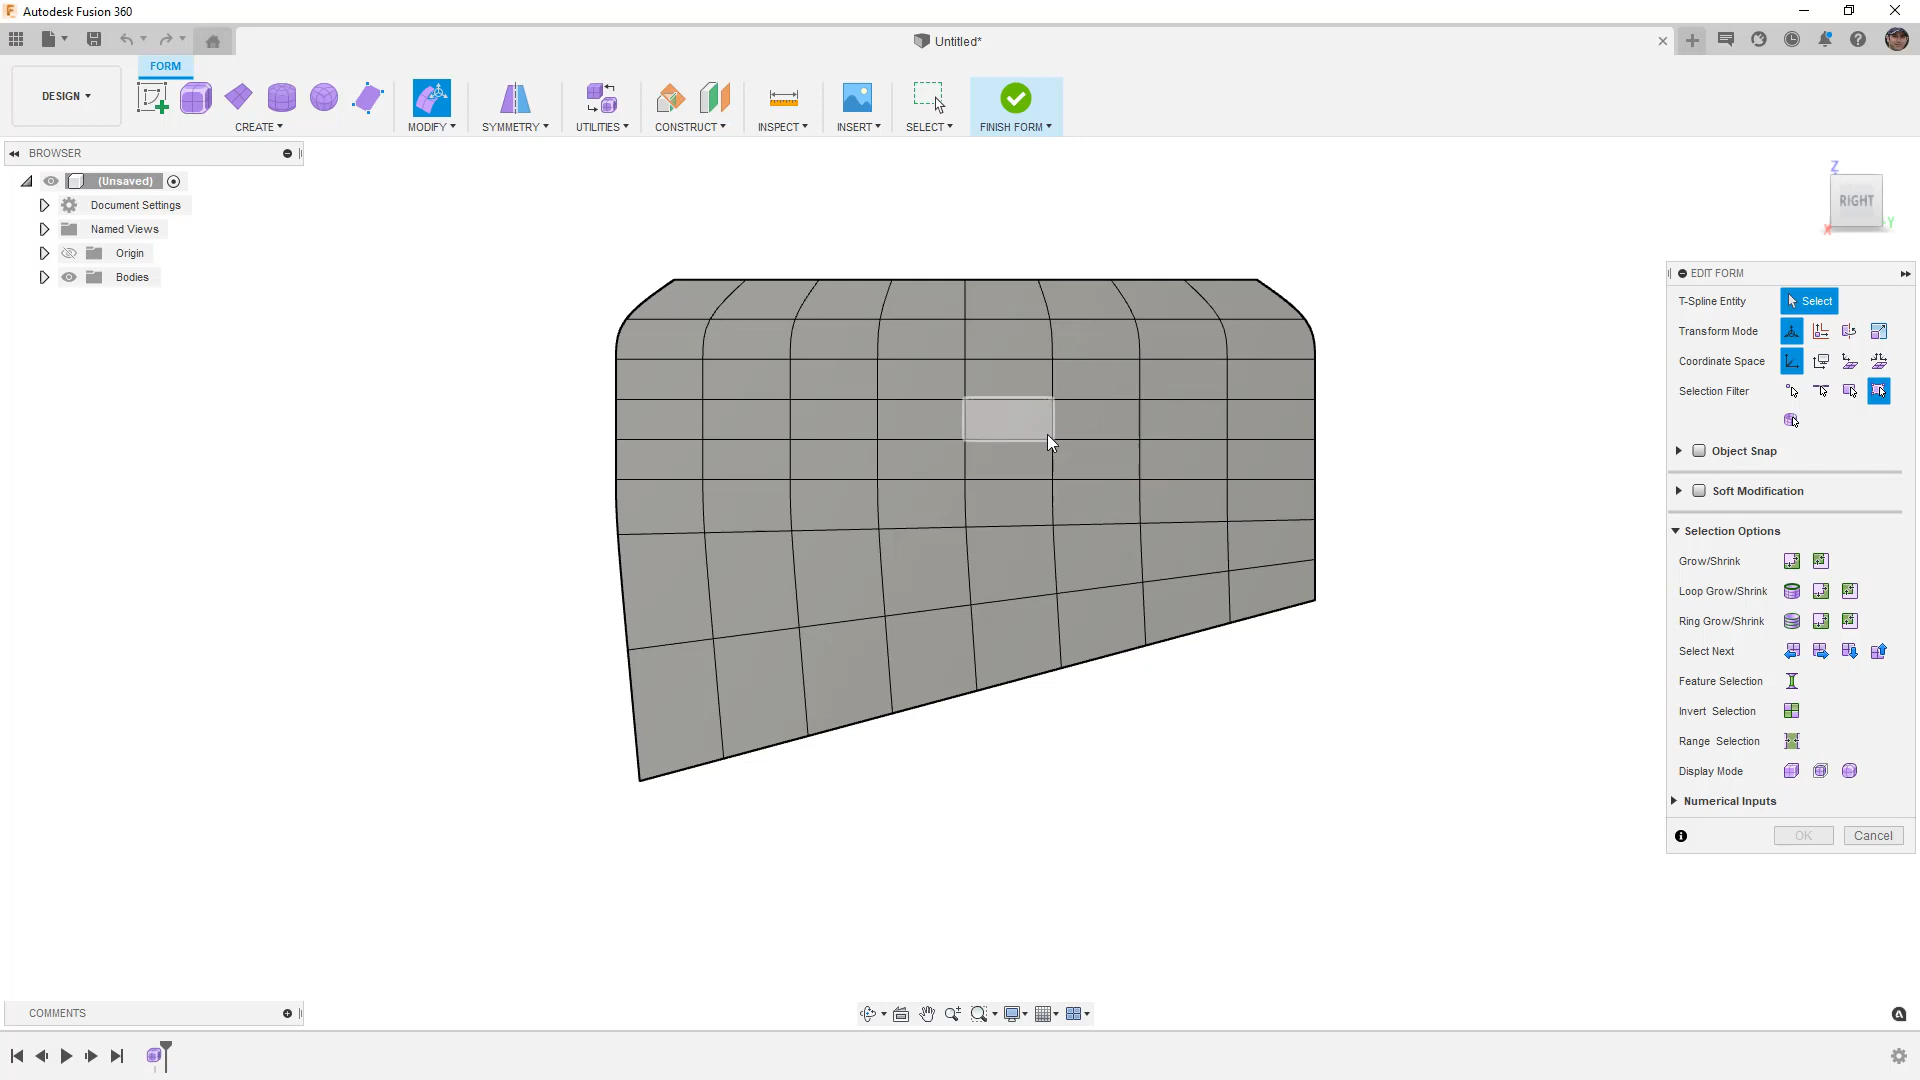 Autodesk Fusion 360
Untitled*
FORM
DESIGN
CREATE
MODIFY
SYMMETRY
UTILITIES
CONSTRUCT
INSPECT
INSERT
SELECT
FINISH FORM
BROWSER
(Unsaved)
Document Settings
Named Views
Origin
Bodies
Z
RIGHT
Y
X
EDIT FORM
T-Spline Entity
Select
Transform Mode
Coordinate Space
Selection Filter
Object Snap
Soft Modification
Selection Options
Grow/Shrink
Loop Grow/Shrink
Ring Grow/Shrink
Select Next
Feature Selection
Invert Selection
Range Selection
Display Mode
Numerical Inputs
OK
Cancel
COMMENTS